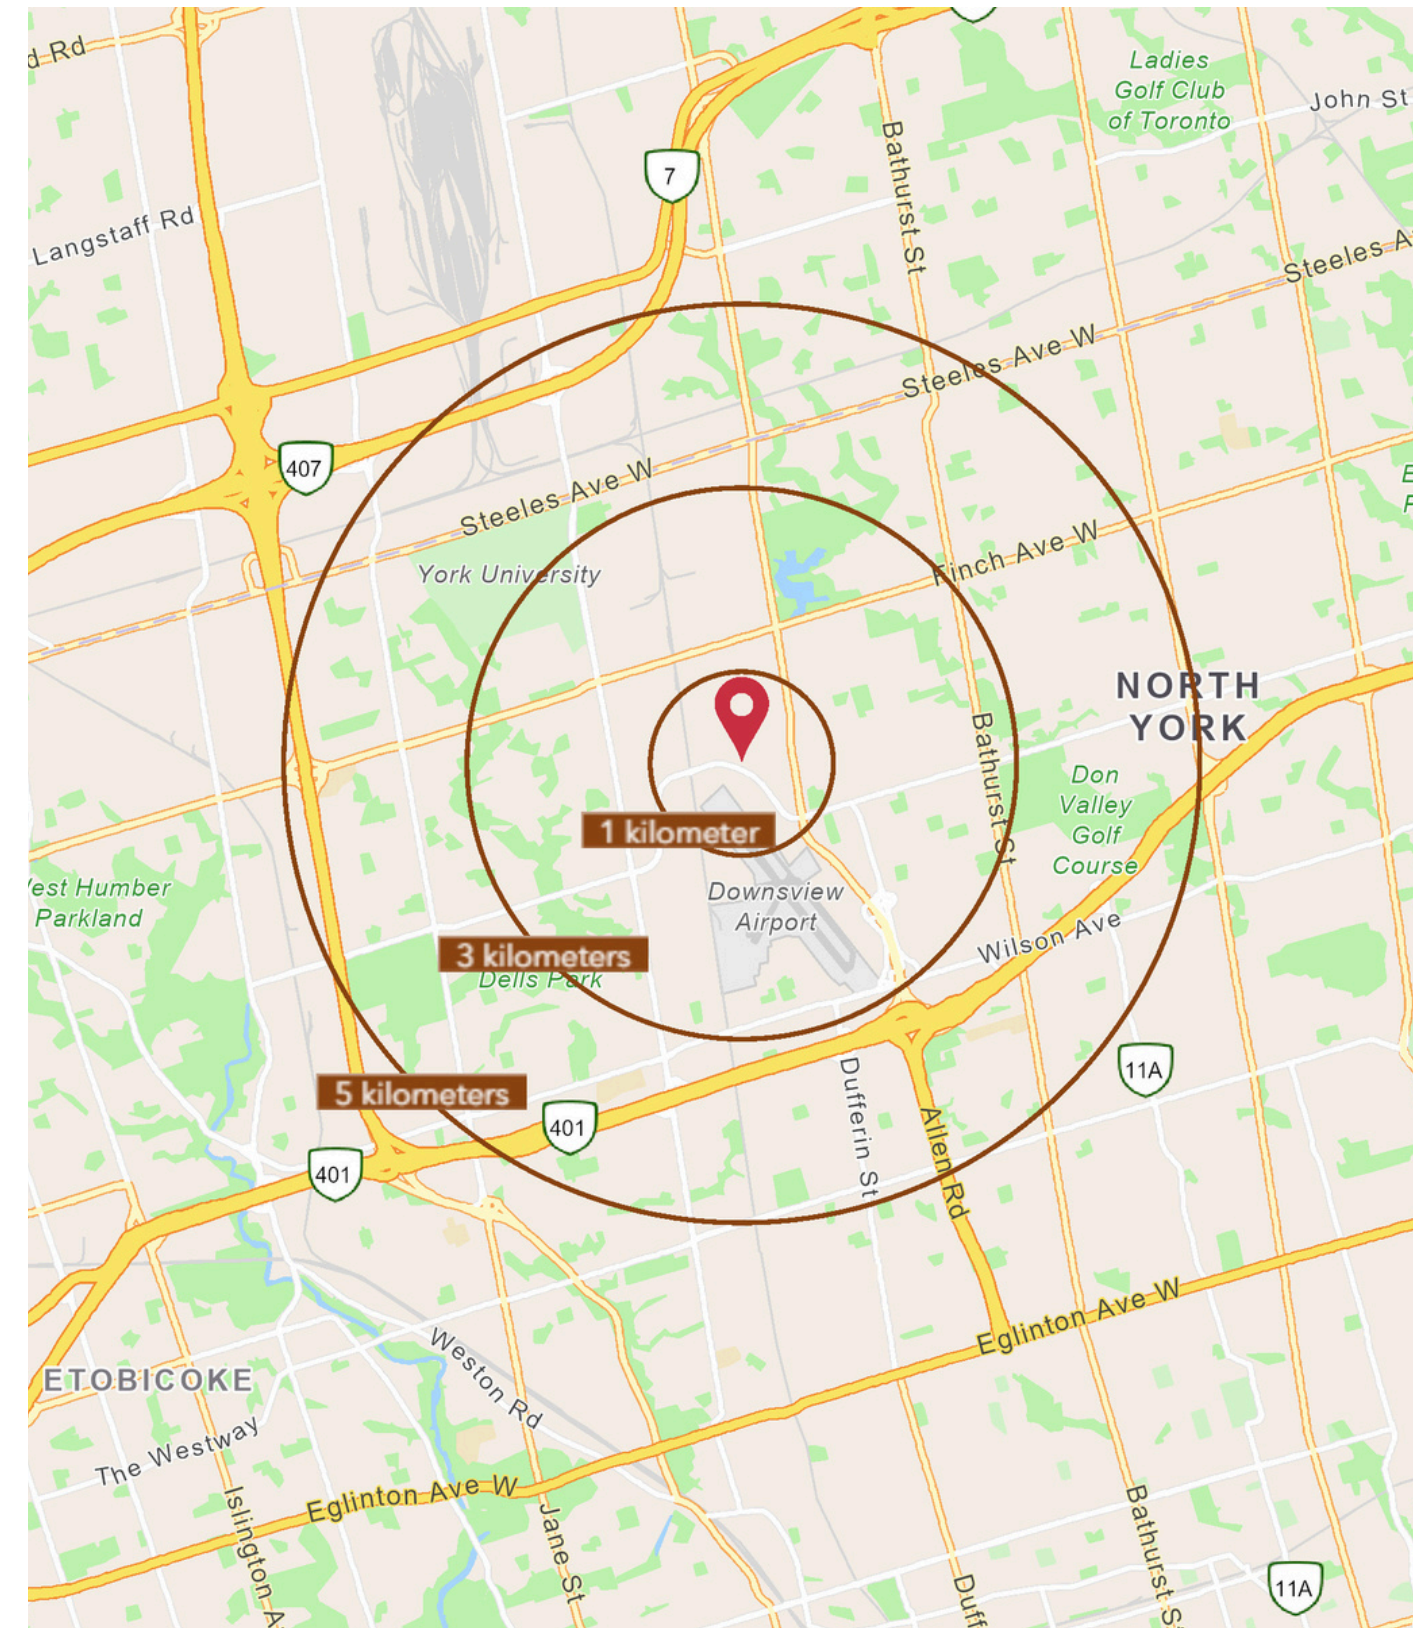 d Rd
Ladies
Golf Club
of Toronto
John St
Bathurst St
7
Langstaff Rd
Steeles A
Steeles Ave W
407
Steeles Ave W
E
F
Finch Ave W
York University
NORTH
YORK
Bathurst St
Don
Valley
Golf
Course
1 kilometer
est Humber
Parkland
Downsview
Airport
Wilson Ave
3 kilometers
Dells Park
5 kilometers
11A
401
401
Dufferin St
Allen Rd
Eglinton Ave W
Weston Rd
ETOBICOKE
The Westway
Eglinton Ave W
Islington A
Jane St
Bathurst S
Duff
11A